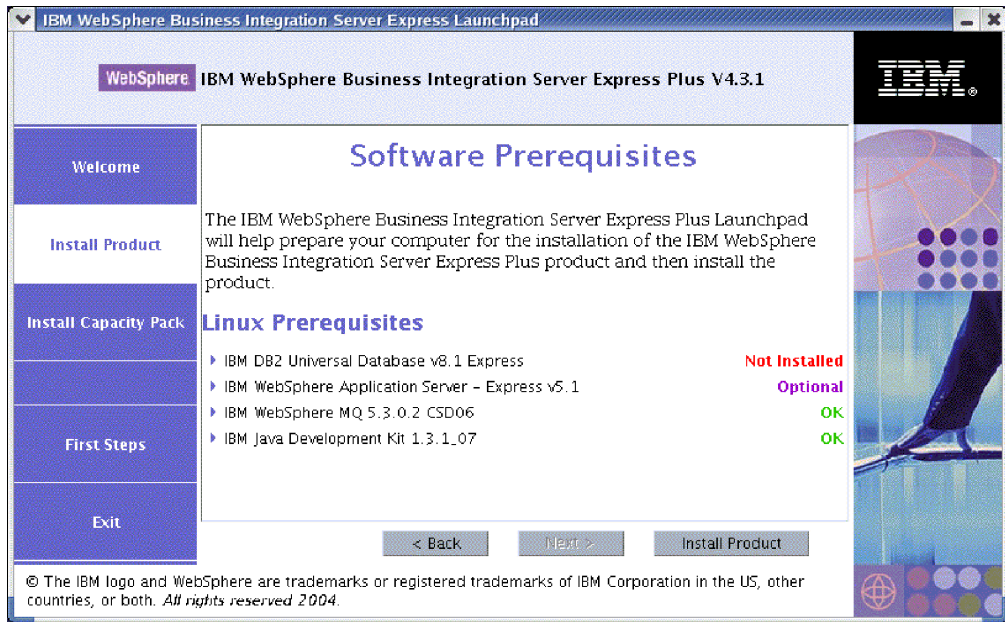 IBM WebSphere Business Integration Server Express Launchpad
WebSphere. IBM WebSphere Business Integration Server Express Plus V4.3.1
IBM®
Welcome
Install Product
Install Capacity Pack
First Steps
Exit
Software Prerequisites
The IBM WebSphere Business Integration Server Express Plus Launchpad
will help prepare your computer for the installation of the IBM WebSphere
Business Integration Server Express Plus product and then install the
product.
Linux Prerequisites
IBM DB2 Universal Database v8.1 Express Not Installed
IBM WebSphere Application Server – Express v5.1 Optional
IBM WebSphere MQ 5.3.0.2 CSD06 OK
IBM Java Development Kit 1.3.1_07 OK
< Back Next > Install Product
© The IBM logo and WebSphere are trademarks or registered trademarks of IBM Corporation in the US, other
countries, or both. All rights reserved 2004.